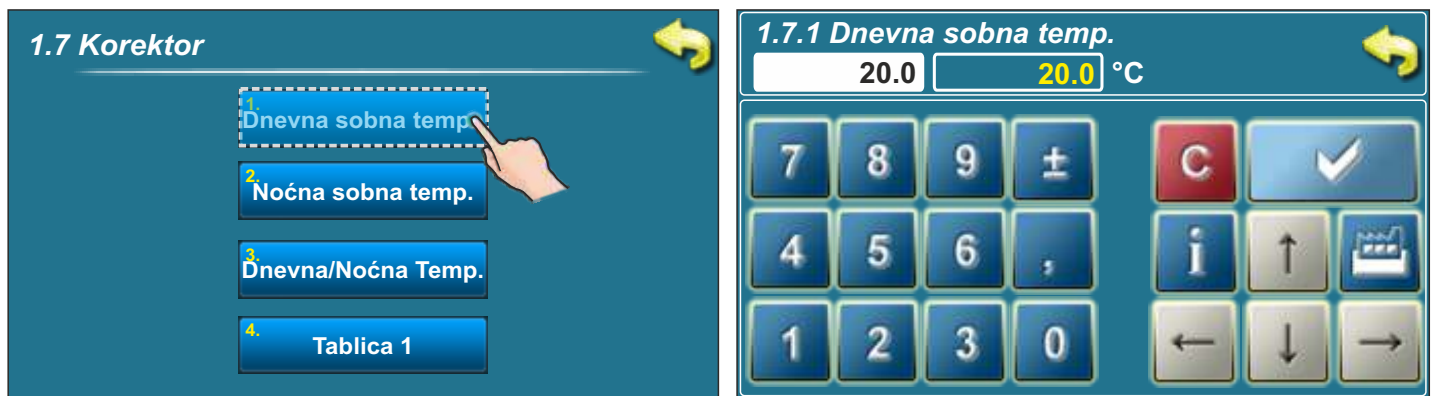 1.7 Korektor
1.
Dnevna sobna temp.
2.
Noćna sobna temp.
3.
Dnevna/Noćna Temp.
4.
Tablica 1
1.7.1 Dnevna sobna temp.
20.0 20.0 °C
7 8 9 ± C
4 5 6 , i ↑
1 2 3 0 ← ↓ →